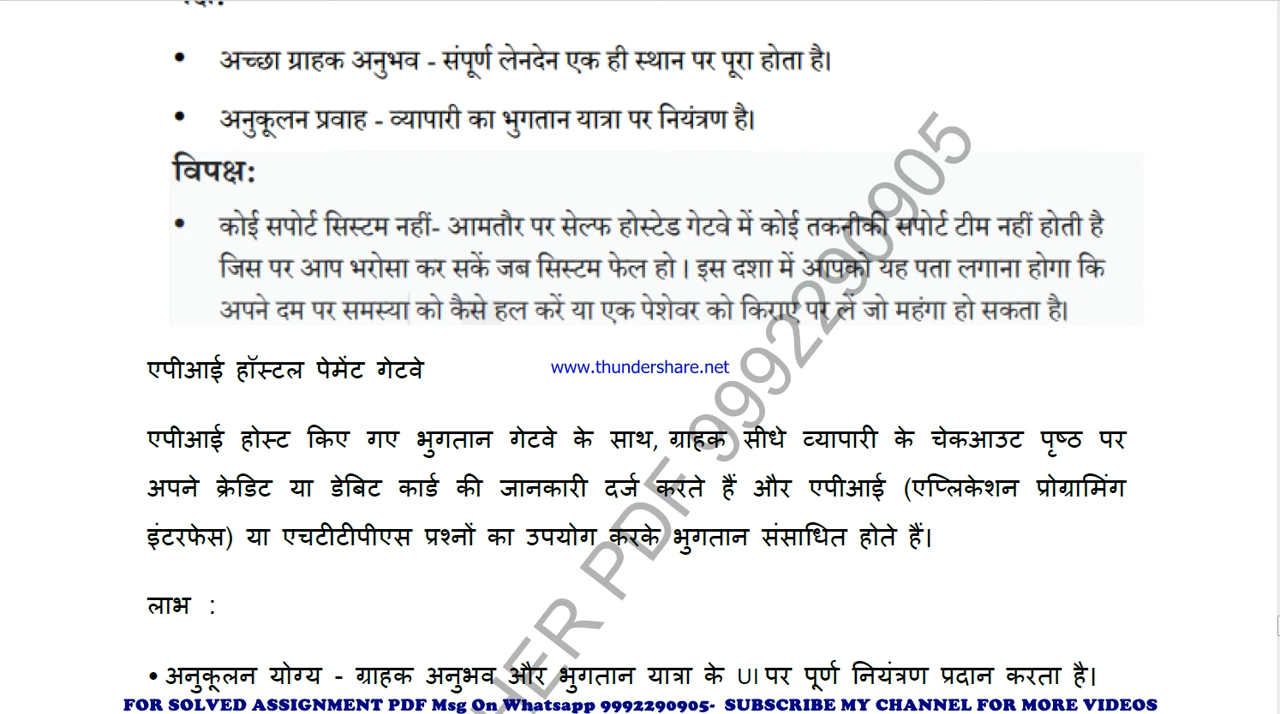 • अच्छा ग्राहक अनुभव - संपूर्ण लेनदेन एक ही स्थान पर पूरा होता है।
• अनुकूलन प्रवाह - व्यापारी का भुगतान यात्रा पर नियंत्रण है।
विपक्ष:
• कोई सपोर्ट सिस्टम नहीं- आमतौर पर सेल्फ होस्टेड गेटवे में कोई तकनीकी सपोर्ट टीम नहीं होती है
जिस पर आप भरोसा कर सकें जब सिस्टम फेल हो। इस दशा में आपको यह पता लगाना होगा कि
अपने दम पर समस्या को कैसे हल करें या एक पेशेवर को किराए पर लें जो महंगा हो सकता है।
एपीआई हॉस्टल पेमेंट गेटवे
www.thundershare.net
एपीआई होस्ट किए गए भुगतान गेटवे के साथ, ग्राहक सीधे व्यापारी के चेकआउट पृष्ठ पर
अपने क्रेडिट या डेबिट कार्ड की जानकारी दर्ज करते हैं और एपीआई (एप्लिकेशन प्रोग्रामिंग
इंटरफेस) या एचटीटीपीएस प्रश्नों का उपयोग करके भुगतान संसाधित होते हैं।
लाभ :
• अनुकूलन योग्य - ग्राहक अनुभव और भुगतान यात्रा के UI पर पूर्ण नियंत्रण प्रदान करता है।
PDF 9992290905
FOR SOLVED ASSIGNMENT PDF Msg On Whatsapp 9992290905- SUBSCRIBE MY CHANNEL FOR MORE VIDEOS